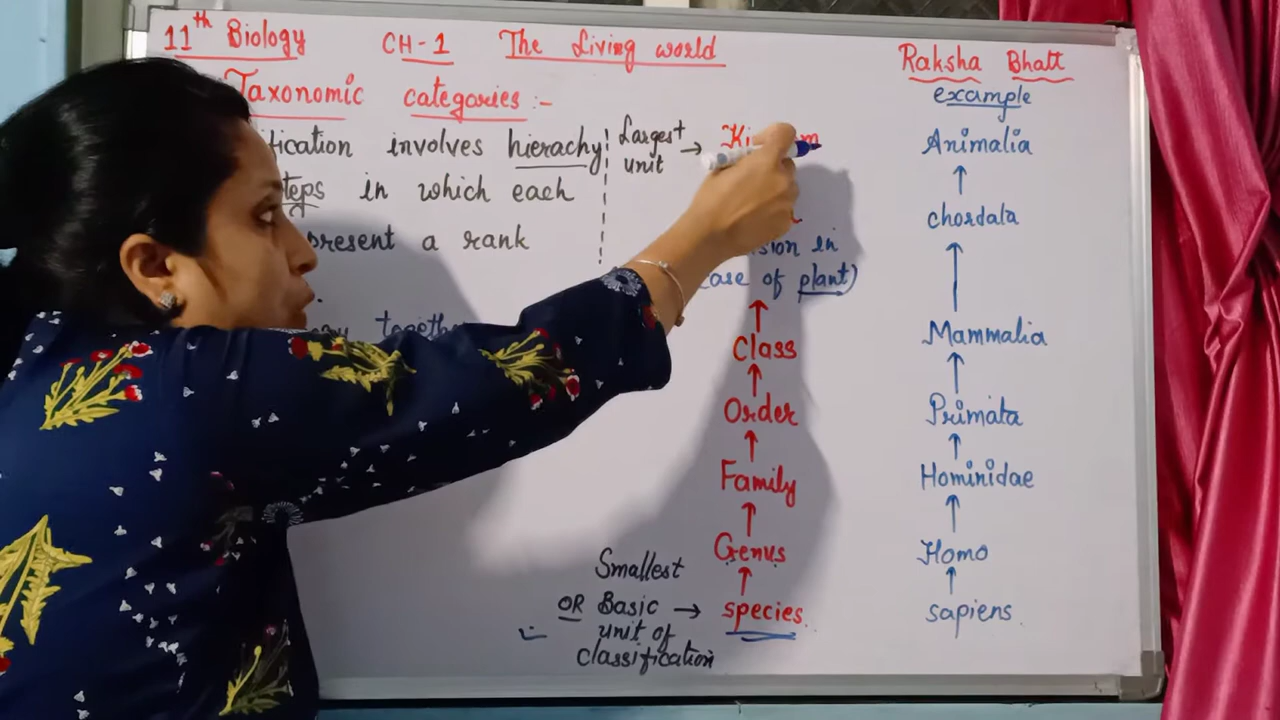 11th Biology CH-1 The Living world
Raksha Bhatt
Taxonomic categories :-
example
ification involves hierachy
steps in which each
present a rank
together
Largest
unit →
Animalia
↑
chordata
↑
Mammalia
↑
Primata
↑
Hominidae
↑
Homo
↑
sapiens
sion in
case of plant)
↑
Class
↑
Order
↑
Family
↑
Genus
↑
species
Smallest
OR Basic →
unit of
classification